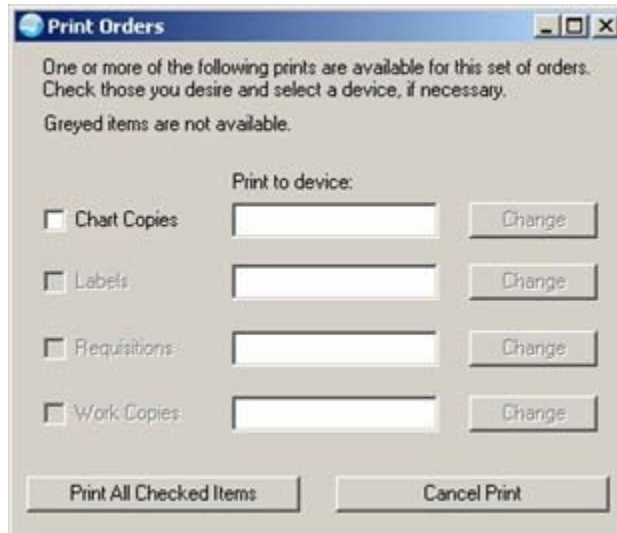 Print Orders
One or more of the following prints are available for this set of orders.
Check those you desire and select a device, if necessary.
Greyed items are not available.
Print to device:
Chart Copies Change
Labels Change
Requisitions Change
Work Copies Change
Print All Checked Items Cancel Print